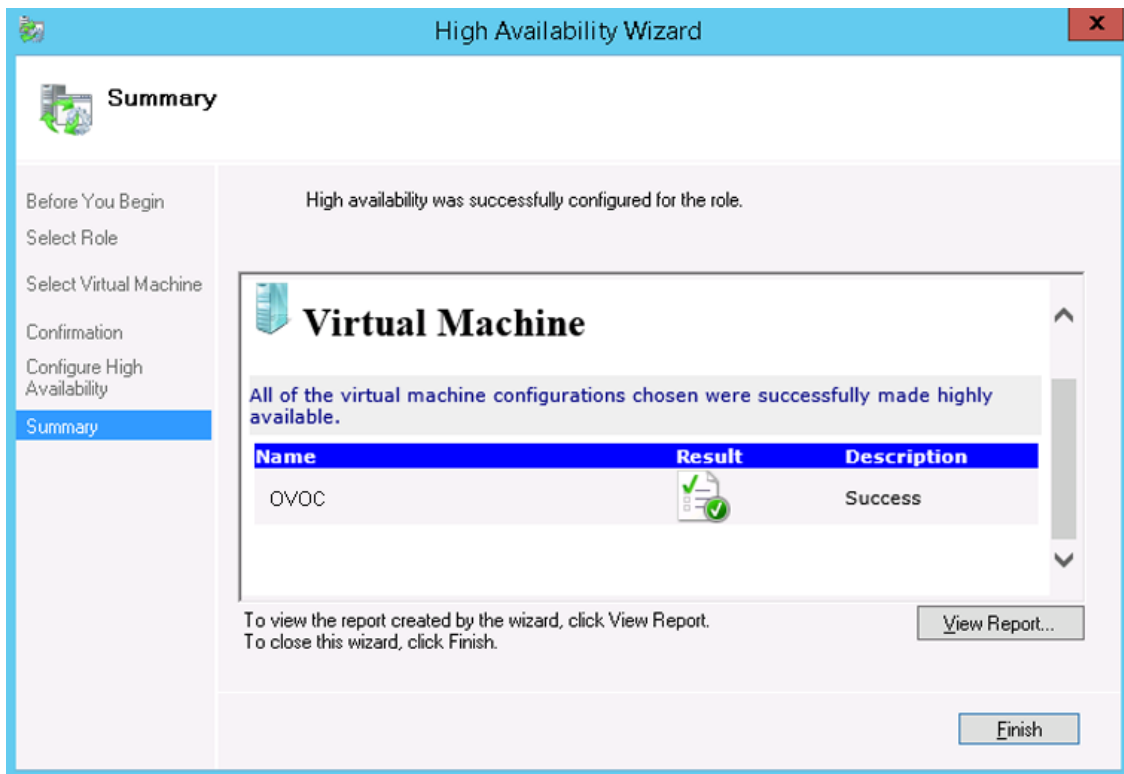 High Availability Wizard
x
Summary
Before You Begin
Select Role
Select Virtual Machine
Confirmation
Configure High
Availability
Summary
High availability was successfully configured for the role.
Virtual Machine
All of the virtual machine configurations chosen were successfully made highly
available.
Name Result Description
OVOC Success
To view the report created by the wizard, click View Report.
To close this wizard, click Finish.
View Report...
Finish